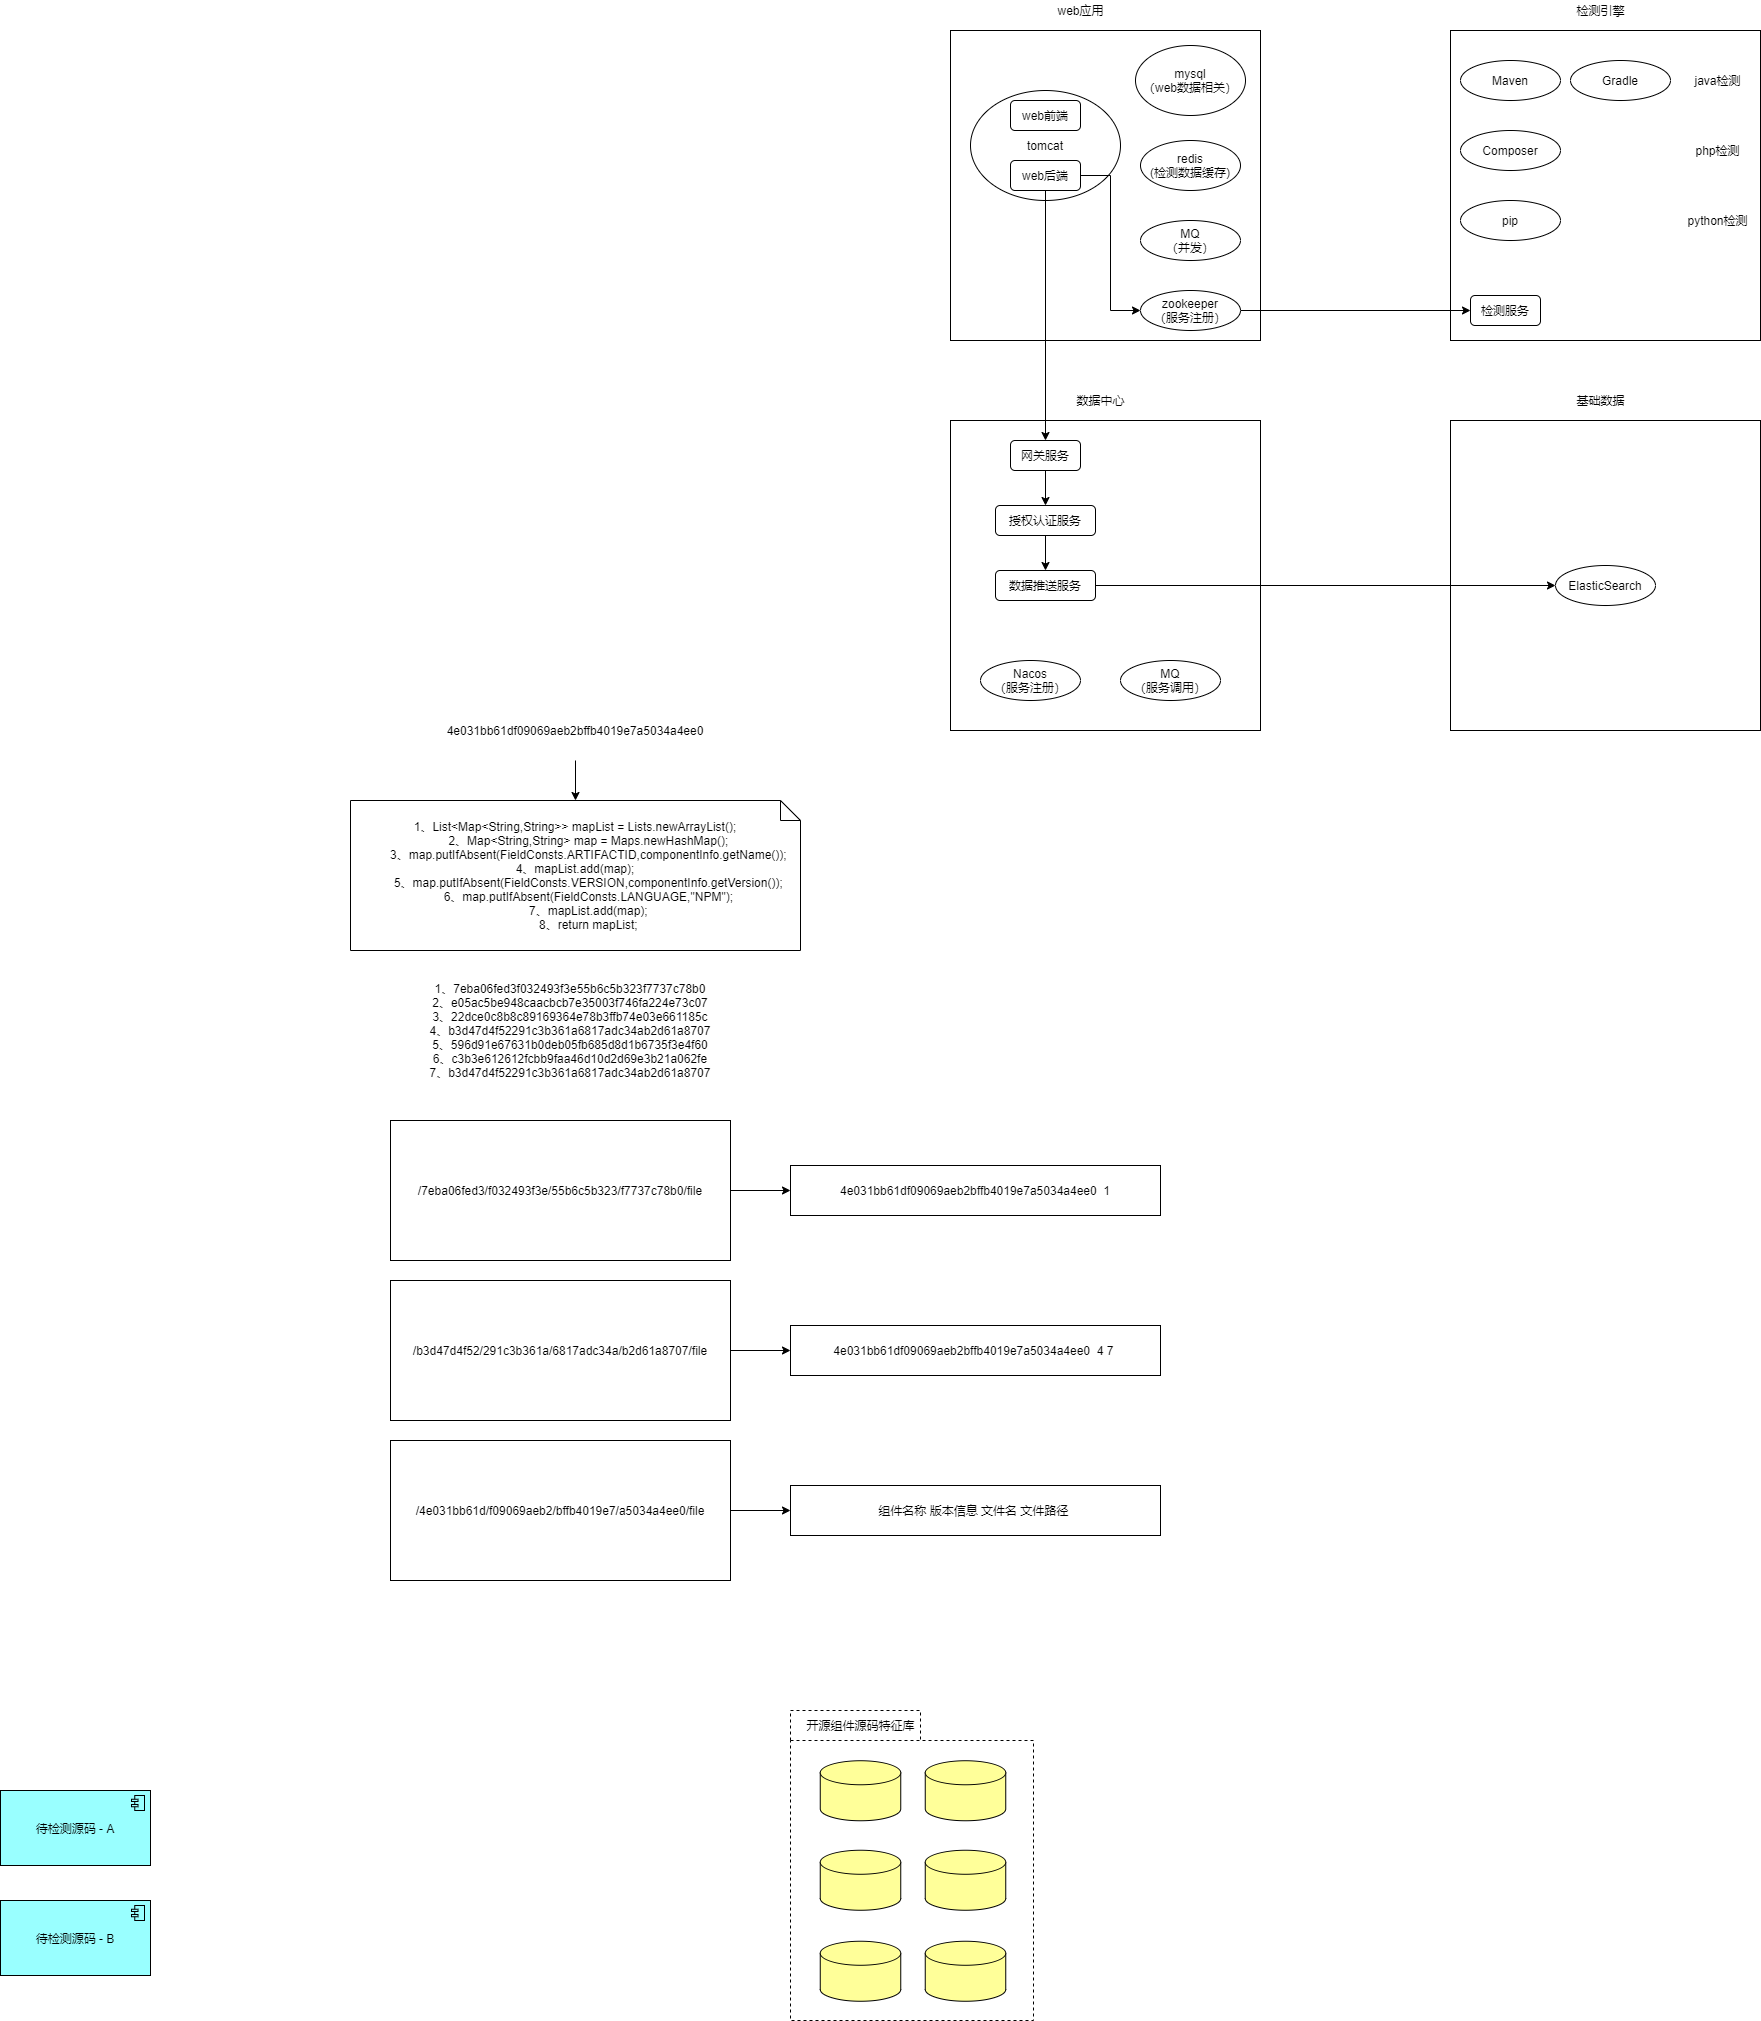 web应用
检测引擎
mysql
(web数据相关)
web前端
tomcat
web后端
redis
(检测数据缓存)
MQ
(并发)
zookeeper
(服务注册)
Maven
Gradle
java检测
Composer
php检测
pip
python检测
检测服务
数据中心
基础数据
网关服务
授权认证服务
数据推送服务
ElasticSearch
Nacos
(服务注册)
MQ
(服务调用)
4e031bb61df09069aeb2bffb4019e7a5034a4ee0
1、List<Map<String,String>> mapList = Lists.newArrayList();
2、Map<String,String> map = Maps.newHashMap();
3、map.putIfAbsent(FieldConsts.ARTIFACTID,componentInfo.getName());
4、mapList.add(map);
5、map.putIfAbsent(FieldConsts.VERSION,componentInfo.getVersion());
6、map.putIfAbsent(FieldConsts.LANGUAGE,"NPM");
7、mapList.add(map);
8、return mapList;
1、7eba06fed3f032493f3e55b6c5b323f7737c78b0
2、e05ac5be948caacbcb7e35003f746fa224e73c07
3、22dce0c8b8c89169364e78b3ffb74e03e661185c
4、b3d47d4f52291c3b361a6817adc34ab2d61a8707
5、596d91e67631b0deb05fb685d8d1b6735f3e4f60
6、c3b3e612612fcbb9faa46d10d2d69e3b21a062fe
7、b3d47d4f52291c3b361a6817adc34ab2d61a8707
/7eba06fed3/f032493f3e/55b6c5b323/f7737c78b0/file
4e031bb61df09069aeb2bffb4019e7a5034a4ee0 1
/b3d47d4f52/291c3b361a/6817adc34a/b2d61a8707/file
4e031bb61df09069aeb2bffb4019e7a5034a4ee0 4 7
/4e031bb61d/f09069aeb2/bffb4019e7/a5034a4ee0/file
组件名称 版本信息 文件名 文件路径
开源组件源码特征库
待检测源码 - A
待检测源码 - B